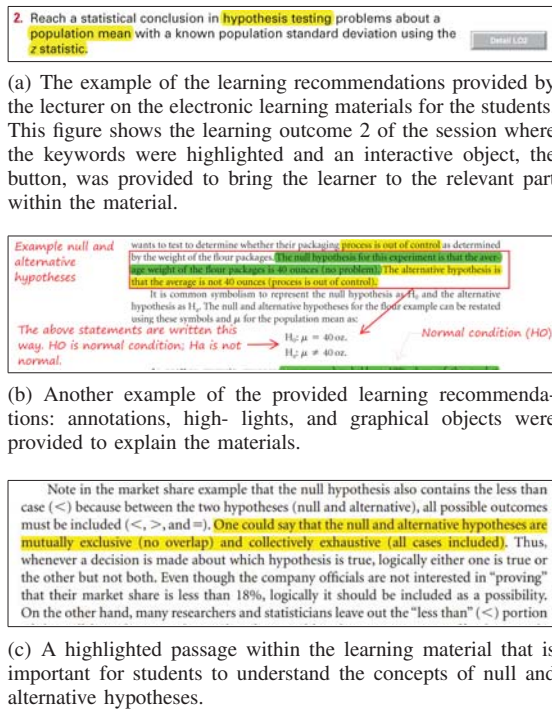 2. Reach a statistical conclusion in hypothesis testing problems about a
population mean with a known population standard deviation using the
z statistic.
Detail LO2
(a) The example of the learning recommendations provided by
the lecturer on the electronic learning materials for the students
This figure shows the learning outcome 2 of the session where
the keywords were highlighted and an interactive object, the
button, was provided to bring the learner to the relevant part
within the material.
Example null and
alternative
hypotheses
wants to test to determine whether their packaging process is out of control as determined
by the weight of the flour packages. The null hypothesis for this experiment is that the aver-
age weight of the flour packages is 40 ounces (no problem). The alternative hypothesis is
that the average is not 40 ounces (process is out of control).
It is common symbolism to represent the null hypothesis as H₀ and the alternative
hypothesis as Hₐ. The null and alternative hypotheses for the flour example can be restated
using these symbols and μ for the population mean as:
The above statements are written this
way. H0 is normal condition; Ha is not
normal.
H₀: μ = 40 oz.
Hₐ: μ ≠ 40 oz.
Normal condition (H0)
(b) Another example of the provided learning recommenda-
tions: annotations, high- lights, and graphical objects were
provided to explain the materials.
Note in the market share example that the null hypothesis also contains the less than
case (<) because between the two hypotheses (null and alternative), all possible outcomes
must be included (<, >, and =). One could say that the null and alternative hypotheses are
mutually exclusive (no overlap) and collectively exhaustive (all cases included). Thus,
whenever a decision is made about which hypothesis is true, logically either one is true or
the other but not both. Even though the company officials are not interested in "proving"
that their market share is less than 18%, logically it should be included as a possibility.
On the other hand, many researchers and statisticians leave out the "less than" (<) portion
(c) A highlighted passage within the learning material that is
important for students to understand the concepts of null and
alternative hypotheses.